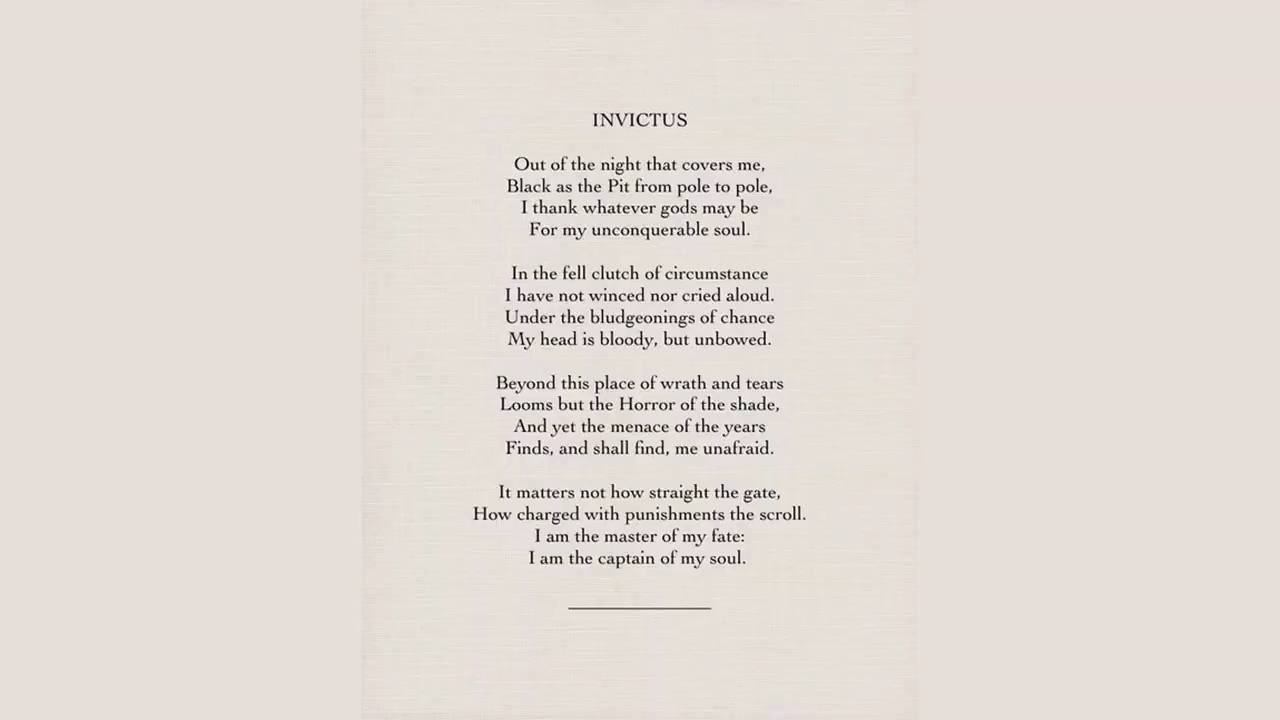 INVICTUS
Out of the night that covers me,
Black as the Pit from pole to pole,
I thank whatever gods may be
For my unconquerable soul.
In the fell clutch of circumstance
I have not winced nor cried aloud.
Under the bludgeonings of chance
My head is bloody, but unbowed.
Beyond this place of wrath and tears
Looms but the Horror of the shade,
And yet the menace of the years
Finds, and shall find, me unafraid.
It matters not how straight the gate,
How charged with punishments the scroll.
I am the master of my fate:
I am the captain of my soul.